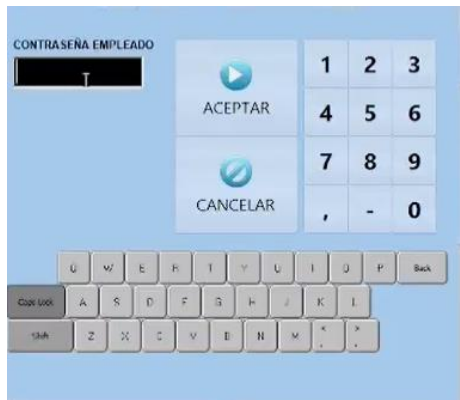 CONTRASEÑA EMPLEADO
ACEPTAR
CANCELAR
1 2 3
4 5 6
7 8 9
, - 0
Q W E R T Y U I O P Back
Caps Lock A S D F G H J K L
Shift Z X C V B N M < , > .